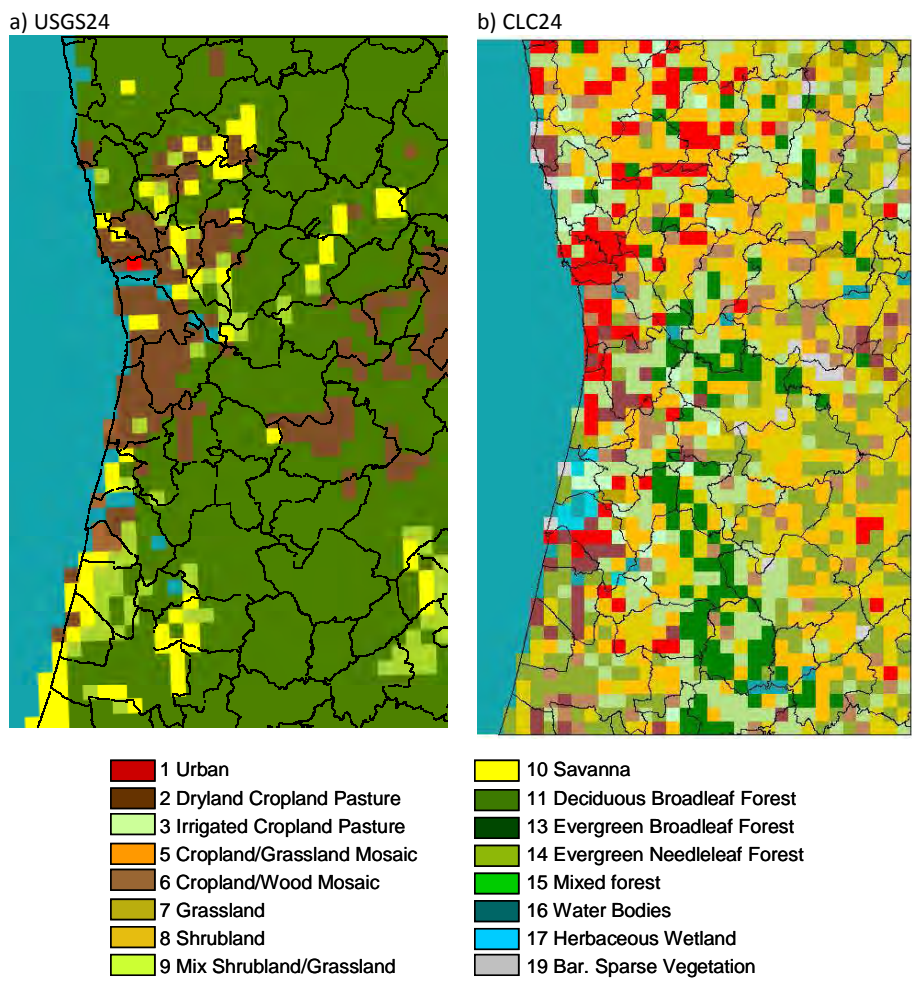 a) USGS24
b) CLC24
1 Urban
2 Dryland Cropland Pasture
3 Irrigated Cropland Pasture
5 Cropland/Grassland Mosaic
6 Cropland/Wood Mosaic
7 Grassland
8 Shrubland
9 Mix Shrubland/Grassland
10 Savanna
11 Deciduous Broadleaf Forest
13 Evergreen Broadleaf Forest
14 Evergreen Needleleaf Forest
15 Mixed forest
16 Water Bodies
17 Herbaceous Wetland
19 Bar. Sparse Vegetation